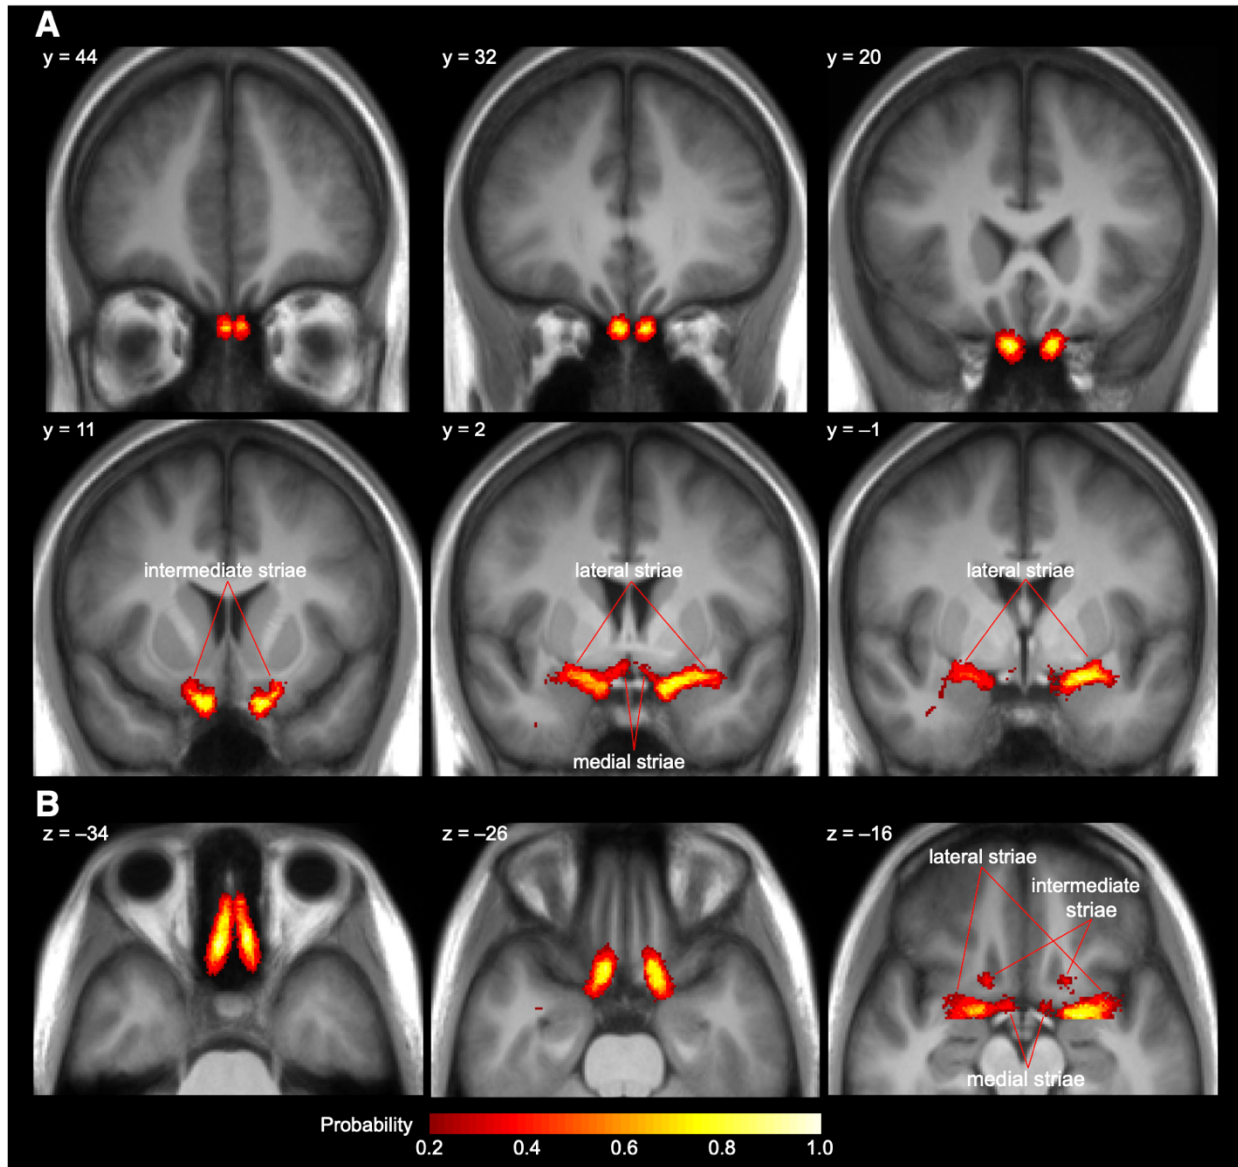 A
y = 44
y = 32
y = 20
y = 11
y = 2
y = –1
intermediate striae
lateral striae
lateral striae
medial striae
B
z = –34
z = –26
z = –16
lateral striae
intermediate
striae
medial striae
Probability
0.2
0.4
0.6
0.8
1.0